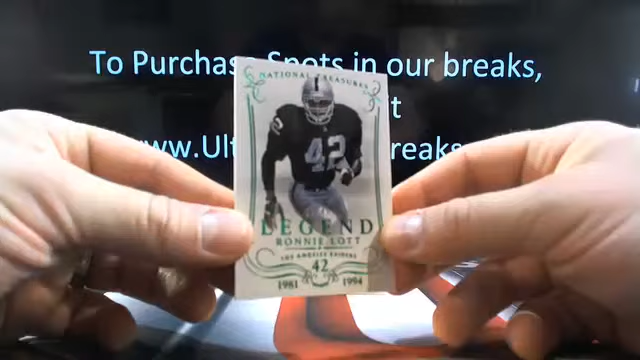 To Purchase Spots in our breaks,
www.Ult reaks
NATIONAL TREASURES
42
LEGEND
RONNIE LOTT
LOS ANGELES RAIDERS
42
1981 1994